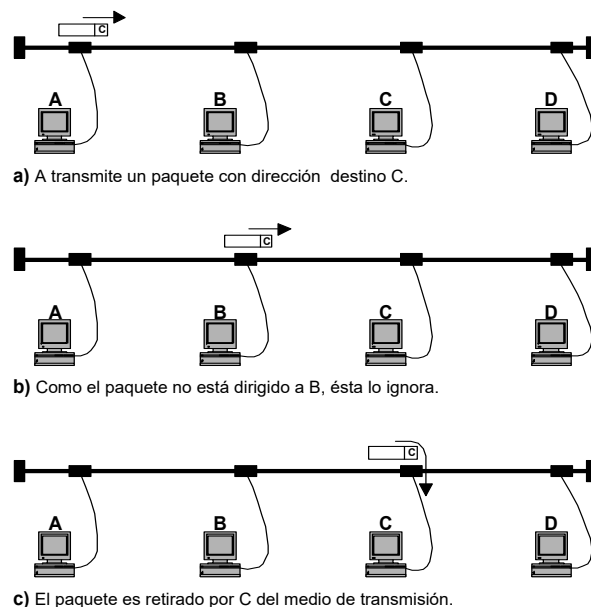 C
A B C D
a) A transmite un paquete con dirección destino C.
C
A B C D
b) Como el paquete no está dirigido a B, ésta lo ignora.
C
A B C D
c) El paquete es retirado por C del medio de transmisión.